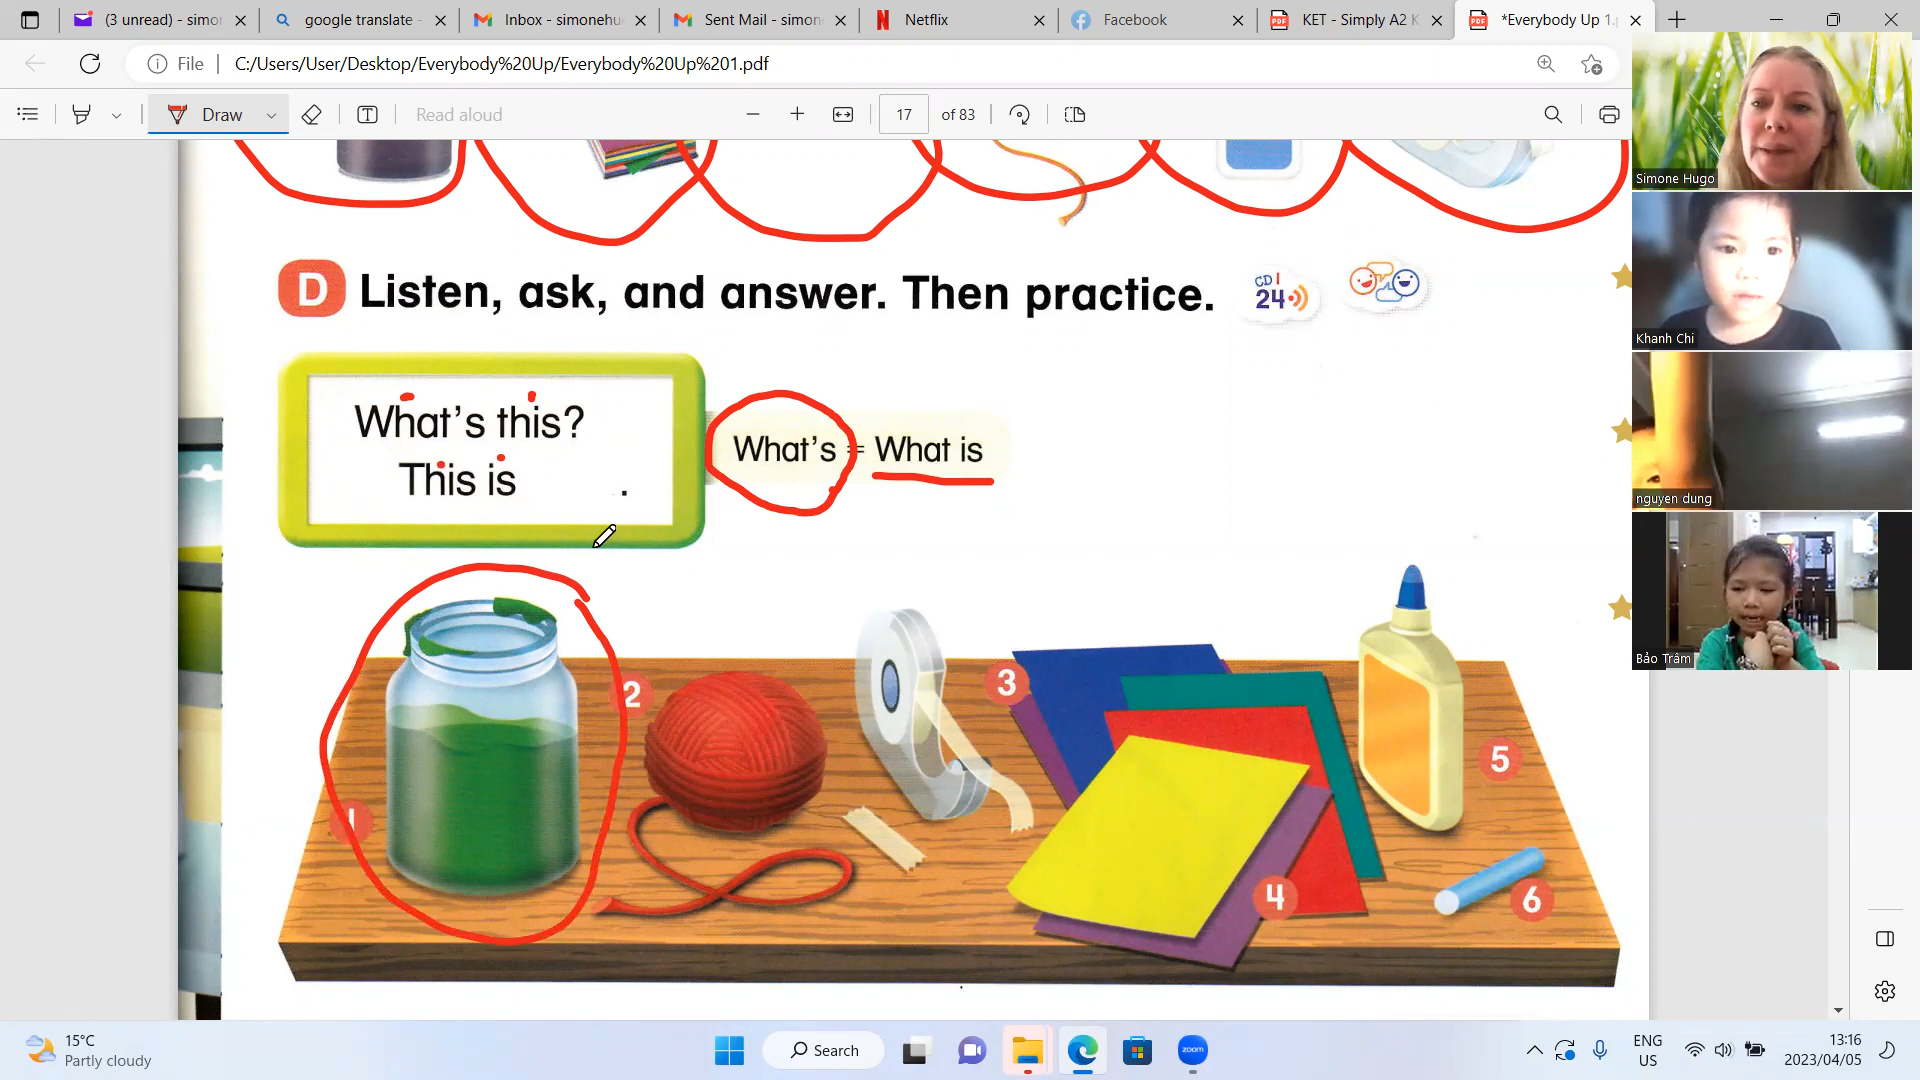 (3 unread) - simon
google translate -
Inbox - simonehu
Sent Mail - simon
Netflix
Facebook
KET - Simply A2 K
*Everybody Up 1.p
File
C:/Users/User/Desktop/Everybody%20Up/Everybody%20Up%201.pdf
Draw
Read aloud
17
of 83
Simone Hugo
Khanh Chi
nguyen dung
Bảo Trâm
D Listen, ask, and answer. Then practice.
CD 1
24
What's this?
This is .
What's = What is
1
2
3
4
5
6
15°C
Partly cloudy
Search
zoom
ENG
US
13:16
2023/04/05